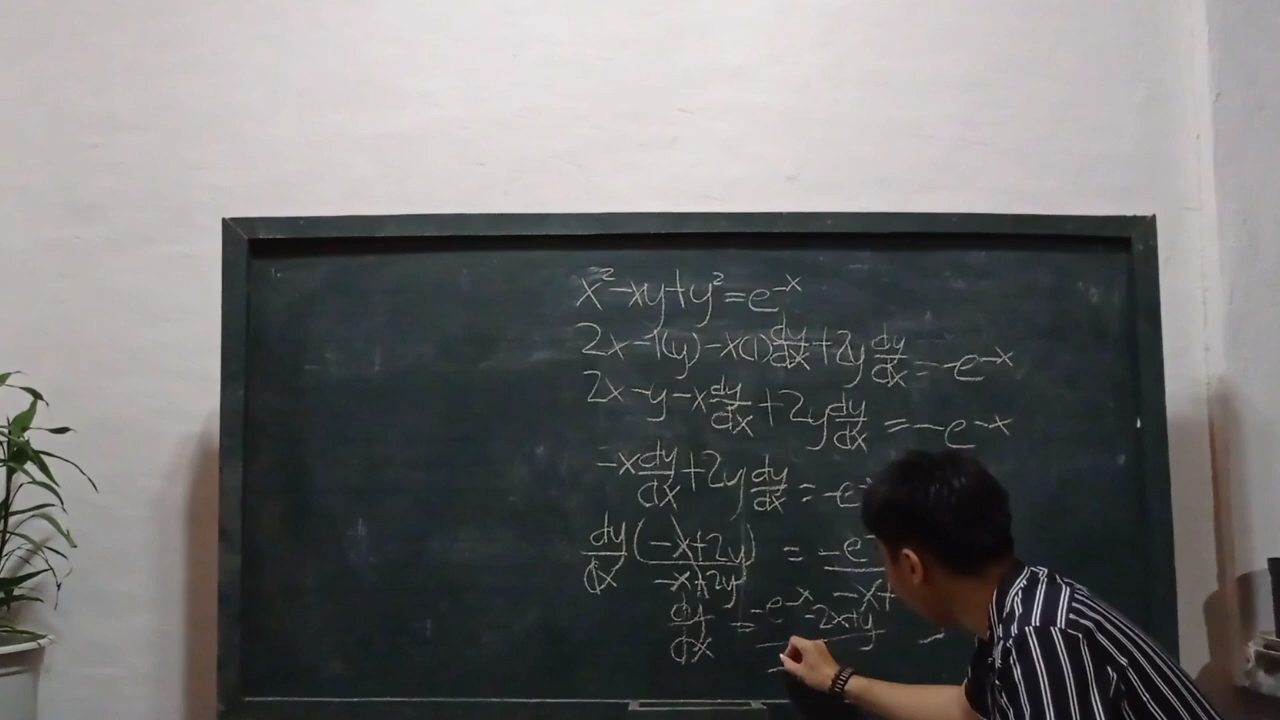 x²-xy+y²=e^-x
2x-1(y)-x(1)dy/dx+2y dy/dx=-e^-x
2x-y-x dy/dx+2y dy/dx=-e^-x
-x dy/dx+2y dy/dx=-e
dy/dx (-x+2y)/(-x+2y) = -e/-x+
dy/dx = -e^-x-2x+y